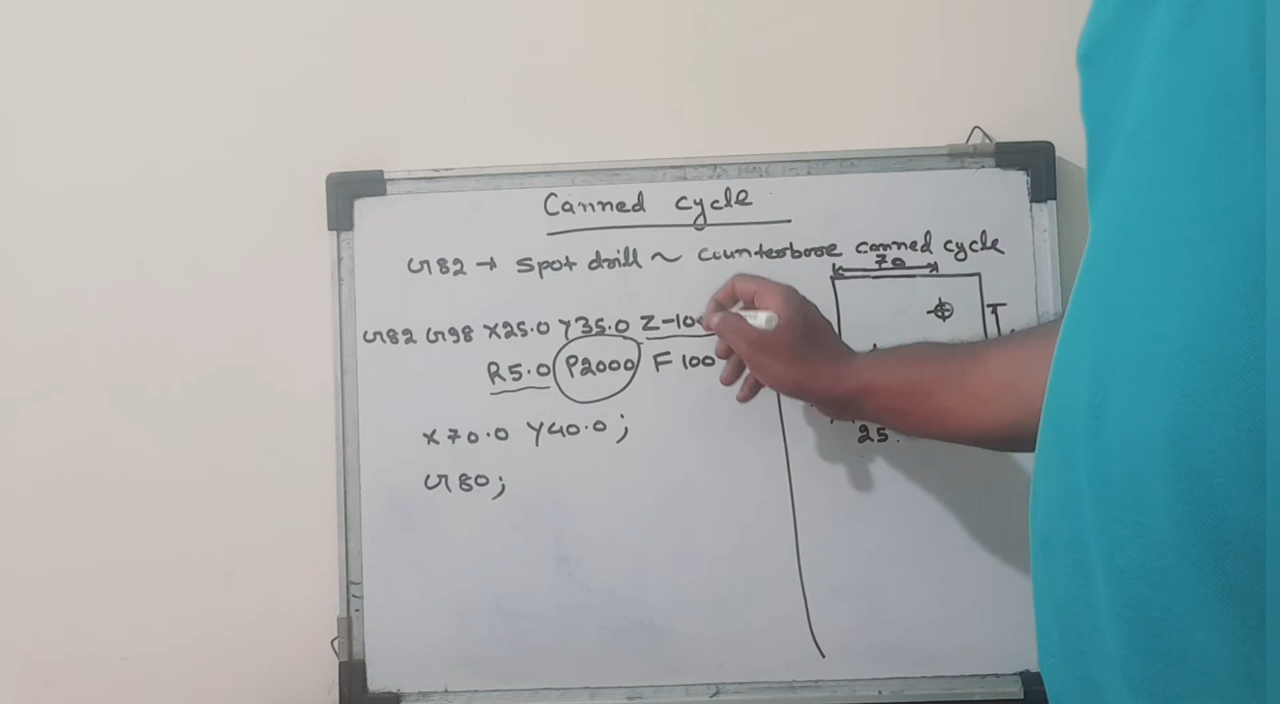 Canned cycle
G82 → spot drill ~ counterbore canned cycle
70
G82 G98 X25.0 Y35.0
R5.0 P2000 F100
25.
X70.0 Y40.0;
G80;